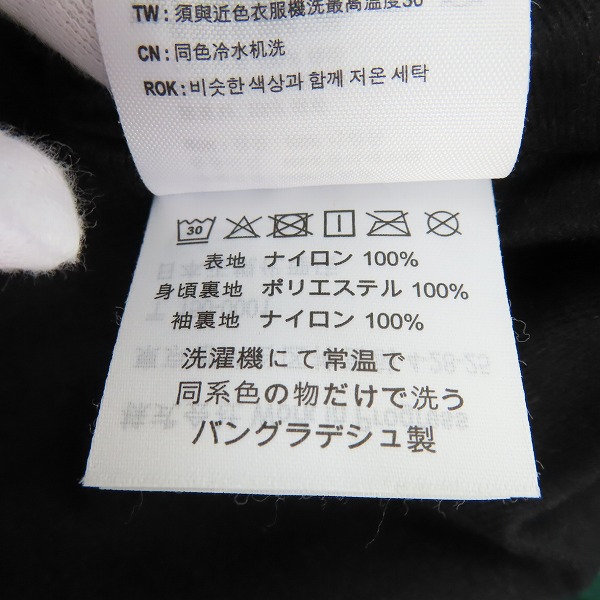 TW : 須與近色衣服機洗最高溫度30
CN : 同色冷水机洗
ROK : 비슷한 색상과 함께 저온 세탁
30
表地 ナイロン 100%
身頃裏地 ポリエステル 100%
袖裏地 ナイロン 100%
洗濯機にて常温で
同系色の物だけで洗う
バングラデシュ製